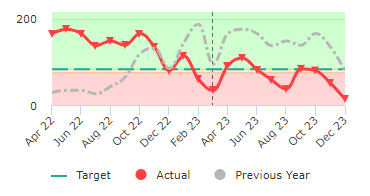 200
0
Apr 22
Jun 22
Aug 22
Oct 22
Dec 22
Feb 23
Apr 23
Jun 23
Aug 23
Oct 23
Dec 23
Target Actual Previous Year